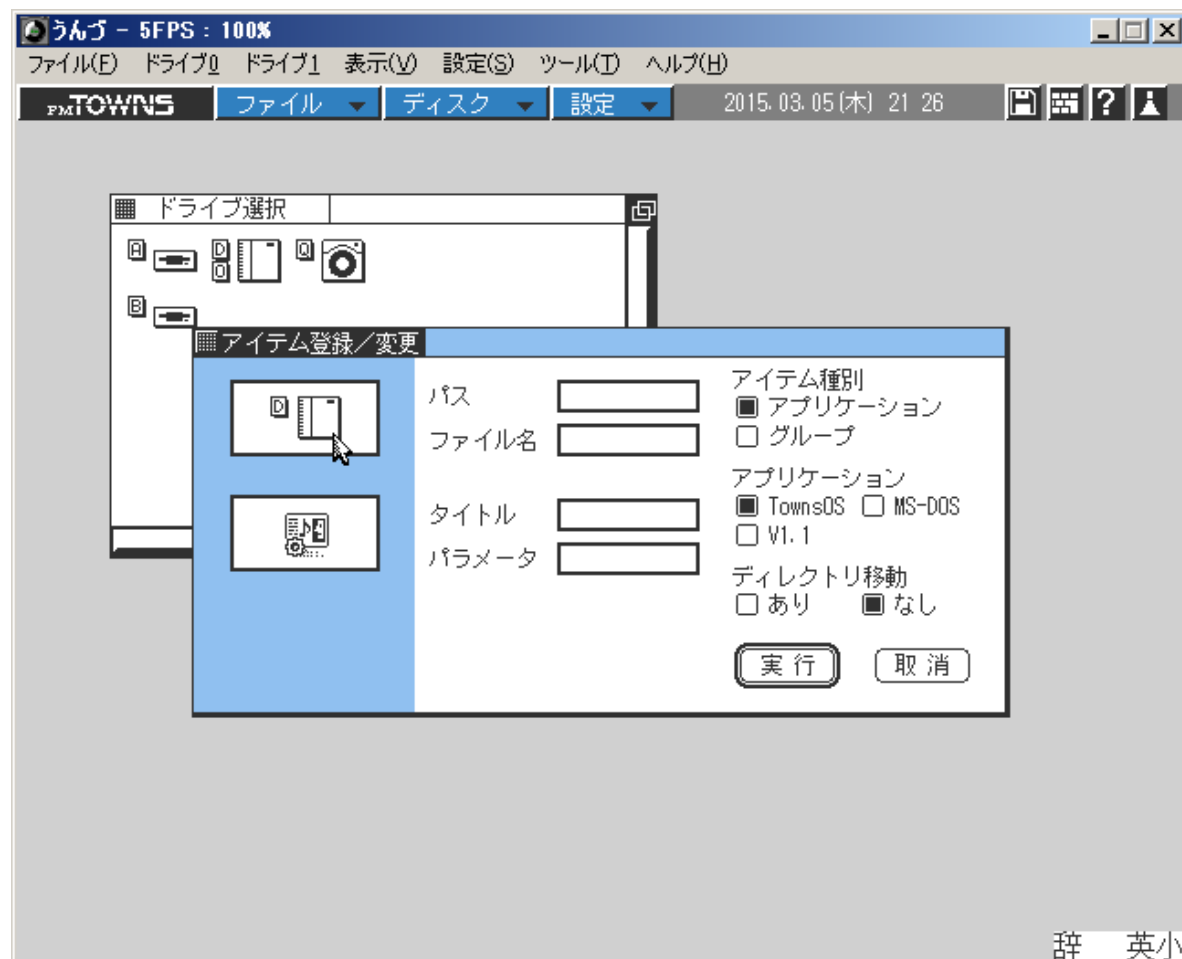 うんづ - 5FPS : 100%
ファイル(F) ドライブ0 ドライブ1 表示(V) 設定(S) ツール(T) ヘルプ(H)
FMTOWNS ファイル ディスク 設定 2015.03.05(木) 21 26 ?
ドライブ選択
A D O Q
B
アイテム登録／変更
D
パス
ファイル名
タイトル
パラメータ
アイテム種別
アプリケーション
グループ
アプリケーション
TownsOS MS-DOS
V1.1
ディレクトリ移動
あり なし
実行 取消
辞 英小